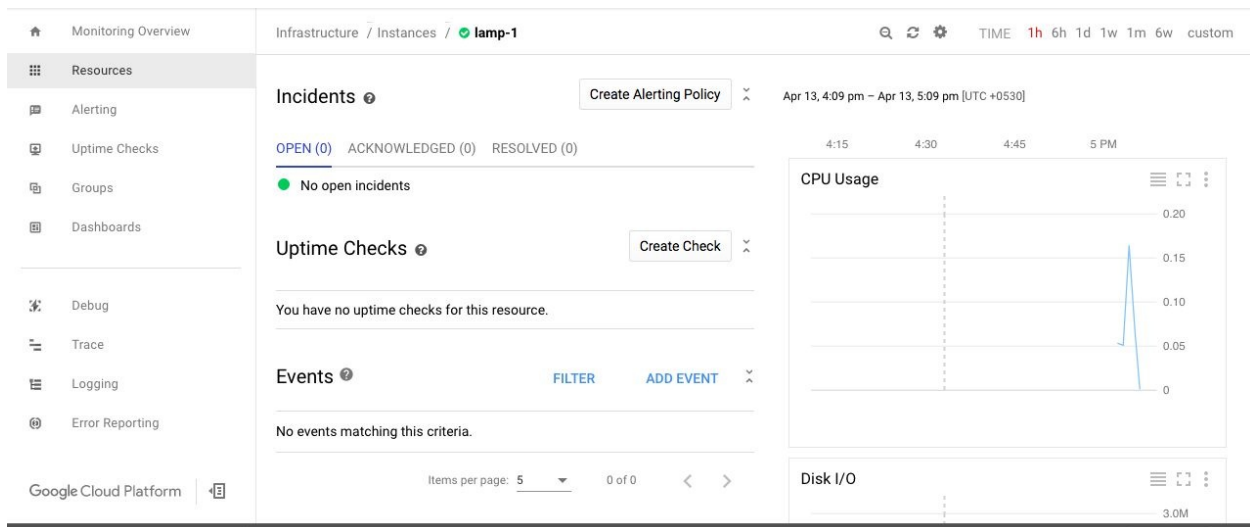 Monitoring Overview
Resources
Alerting
Uptime Checks
Groups
Dashboards
Debug
Trace
Logging
Error Reporting
Google Cloud Platform
Infrastructure / Instances / lamp-1
TIME 1h 6h 1d 1w 1m 6w custom
Incidents
Create Alerting Policy
OPEN (0) ACKNOWLEDGED (0) RESOLVED (0)
No open incidents
Uptime Checks
Create Check
You have no uptime checks for this resource.
Events
FILTER ADD EVENT
No events matching this criteria.
Items per page: 5 0 of 0
Apr 13, 4:09 pm – Apr 13, 5:09 pm [UTC +0530]
4:15 4:30 4:45 5 PM
CPU Usage
0.20
0.15
0.10
0.05
0
Disk I/O
3.0M